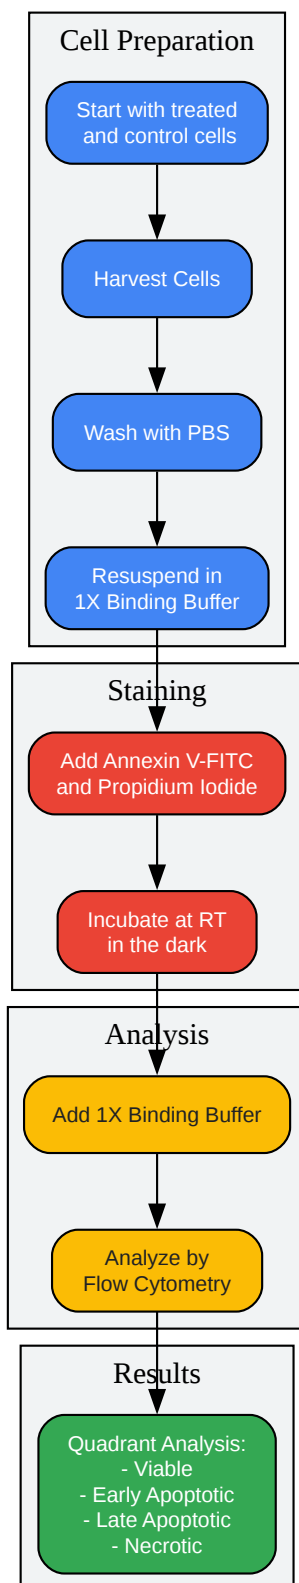 Cell Preparation
Start with treated
and control cells
Harvest Cells
Wash with PBS
Resuspend in
1X Binding Buffer
Staining
Add Annexin V-FITC
and Propidium Iodide
Incubate at RT
in the dark
Analysis
Add 1X Binding Buffer
Analyze by
Flow Cytometry
Results
Quadrant Analysis:
- Viable
- Early Apoptotic
- Late Apoptotic
- Necrotic